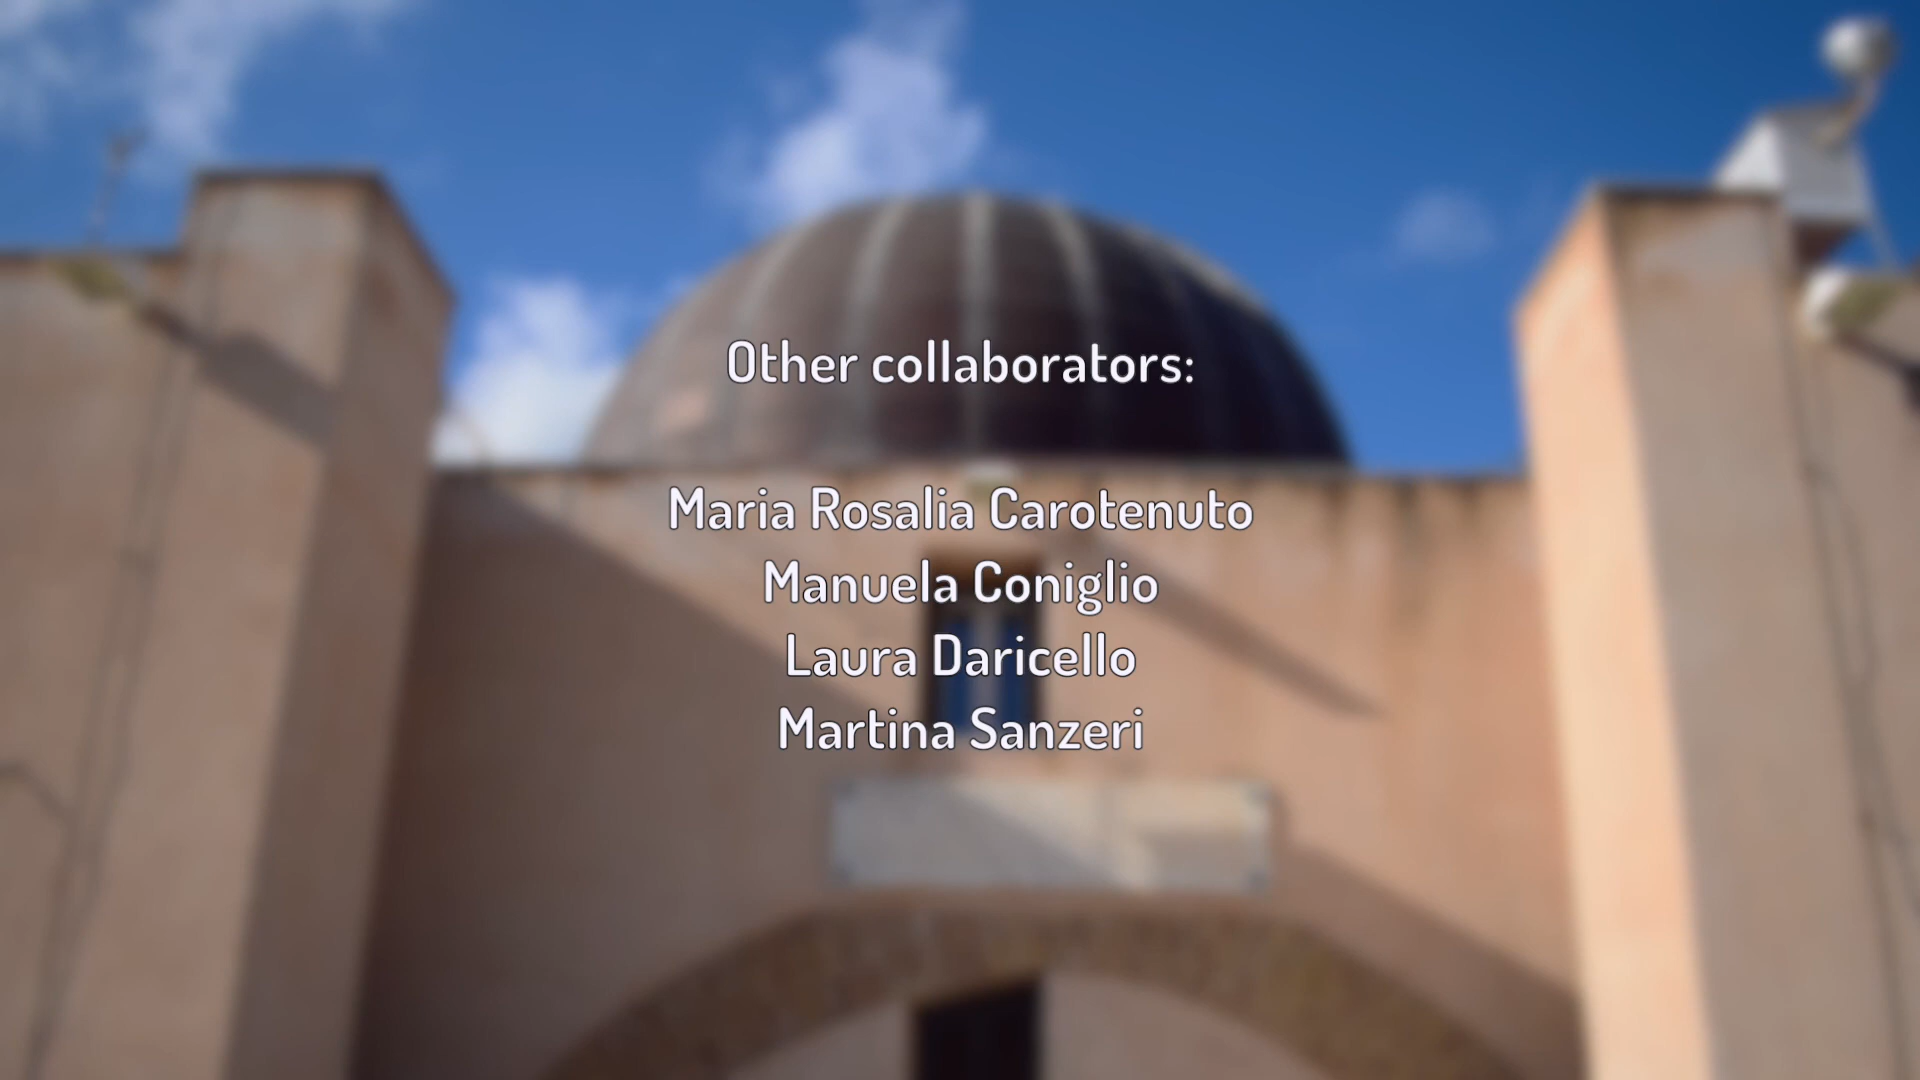 Other collaborators:
Maria Rosalia Carotenuto
Manuela Coniglio
Laura Daricello
Martina Sanzeri